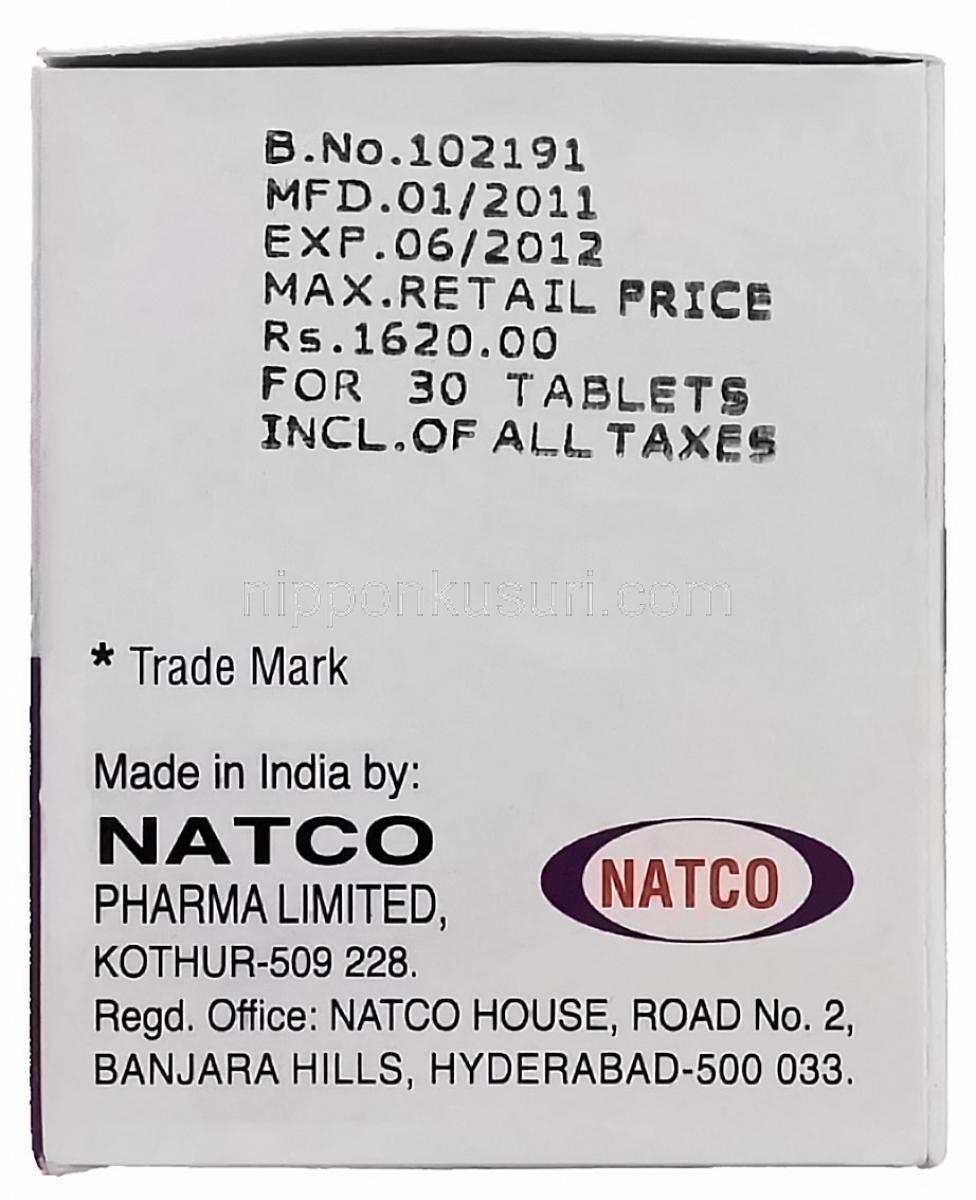 B.No.102191
MFD.01/2011
EXP.06/2012
MAX.RETAIL PRICE
Rs.1620.00
FOR 30 TABLETS
INCL.OF ALL TAXES
nipponkusuri.com
* Trade Mark
Made in India by:
NATCO
PHARMA LIMITED,
NATCO
KOTHUR-509 228.
Regd. Office: NATCO HOUSE, ROAD No. 2,
BANJARA HILLS, HYDERABAD-500 033.